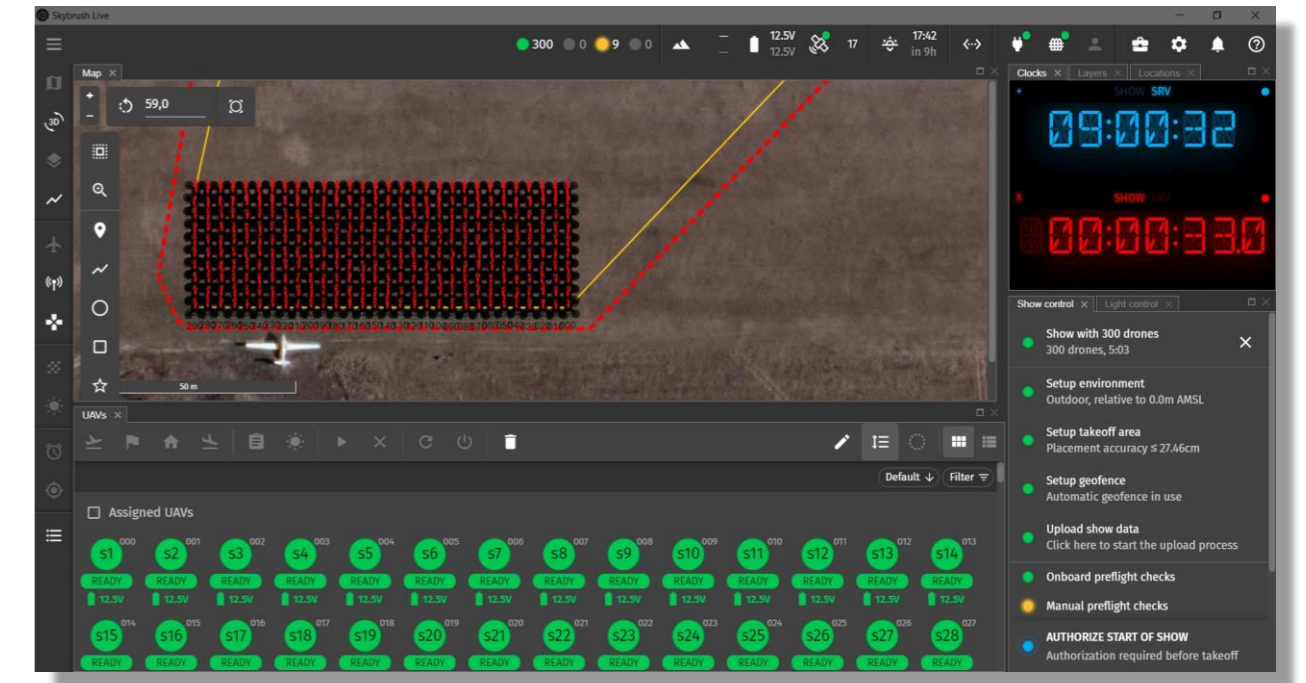 Skybrush Live
300 0 9 0
12.5V
12.5V
17
17:42
in 9h
Map
59,0
50 m
Clocks Layers Locations
SHOW SRV
09:00:32
SHOW SRV
00:00:33.0
Show control Light control
Show with 300 drones
300 drones, 5:03
Setup environment
Outdoor, relative to 0.0m AMSL
Setup takeoff area
Placement accuracy ≤ 27.46cm
Setup geofence
Automatic geofence in use
Upload show data
Click here to start the upload process
Onboard preflight checks
Manual preflight checks
AUTHORIZE START OF SHOW
Authorization required before takeoff
3D
UAVs
Default Filter
Assigned UAVs
000 001 002 003 004 005 006 007 008 009 010 011 012 013
s1 s2 s3 s4 s5 s6 s7 s8 s9 s10 s11 s12 s13 s14
READY READY READY READY READY READY READY READY READY READY READY READY READY READY
12.5V 12.5V 12.5V 12.5V 12.5V 12.5V 12.5V 12.5V 12.5V 12.5V 12.5V 12.5V 12.5V 12.5V
014 015 016 017 018 019 020 021 022 023 024 025 026 027
s15 s16 s17 s18 s19 s20 s21 s22 s23 s24 s25 s26 s27 s28
READY READY READY READY READY READY READY READY READY READY READY READY READY READY